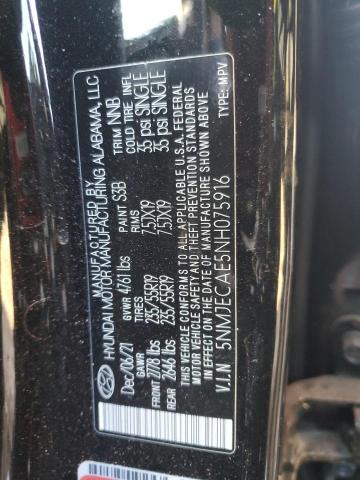 MANUFACTURED BY
HYUNDAI MOTOR MANUFACTURING ALABAMA, LLC
Dec/06/21 PAINT S3B TRIM NNB
GVWR 4761 lbs TIRES RIMS COLD TIRE INFL
FRONT 2778 lbs 235/55R19 7.5JX19 35 psi SINGLE
REAR 2646 lbs 235/55R19 7.5JX19 35 psi SINGLE
THIS VEHICLE CONFORMS TO ALL APPLICABLE U.S.A. FEDERAL
MOTOR VEHICLE SAFETY AND BUMPER AND THEFT PREVENTION
STANDARDS IN EFFECT ON THE DATE OF MANUFACTURE SHOWN ABOVE
V.I.N 5NMJECAE5NH075916 TYPE: MPV